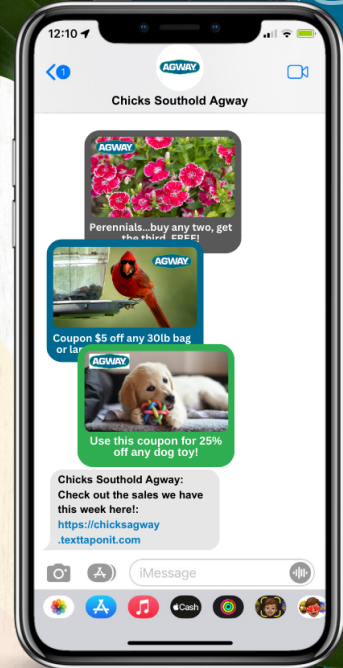 12:10
1
AGWAY
Chicks Southold Agway
AGWAY
Perennials...buy any two, get
the third, FREE!
AGWAY
Coupon $5 off any 30lb bag
AGWAY
Use this coupon for 25%
off any dog toy!
Chicks Southold Agway:
Check out the sales we have
this week here!:
https://chicksagway
.texttaponit.com
iMessage
Cash